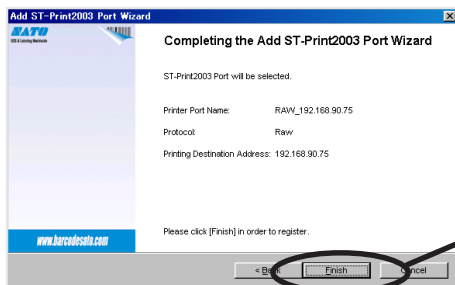 Add ST-Print2003 Port Wizard
SATO
Completing the Add ST-Print2003 Port Wizard
ST-Print2003 Port will be selected.
Printer Port Name: RAW_192.168.90.75
Protocol: Raw
Printing Destination Address: 192.168.90.75
Please click [Finish] in order to register.
www.barcodesato.com
Finish